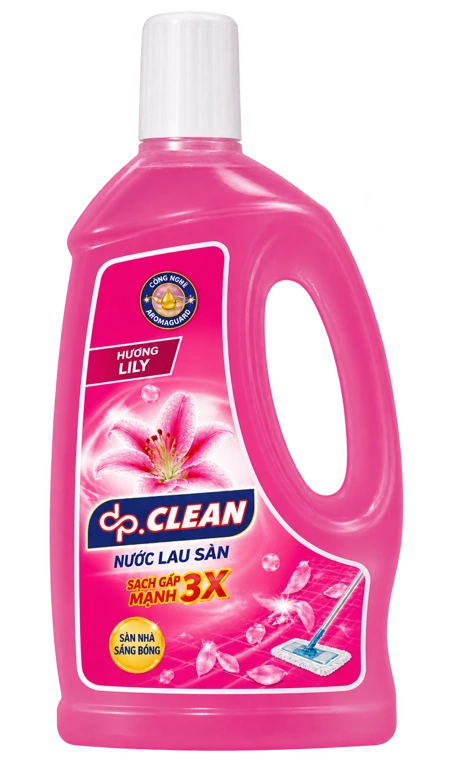 CÔNG NGHỆ
AROMAGUARD
HƯƠNG
LILY
dp.CLEAN
NƯỚC LAU SÀN
SẠCH GẤP
MẠNH 3X
SÀN NHÀ
SÁNG BÓNG